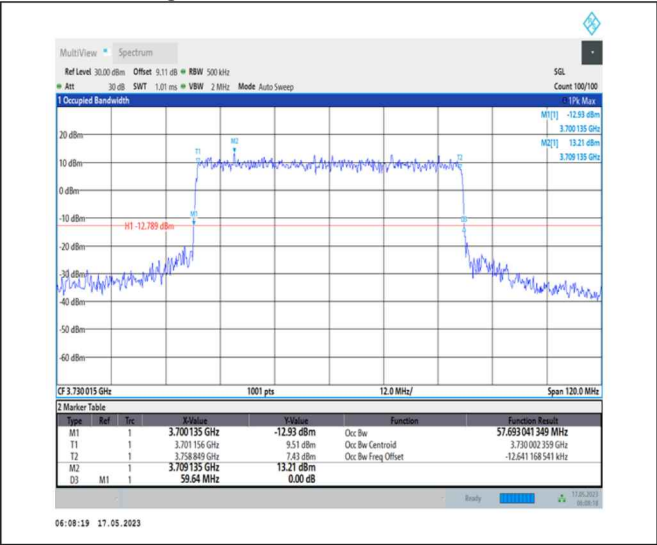 MultiView Spectrum
Ref Level 30.00 dBm Offset 9.11 dB RBW 500 kHz SGL
Att 30 dB SWT 1.01 ms VBW 2 MHz Mode Auto Sweep Count 100/100
1 Occupied Bandwidth 1Pk Max
M1[1] -12.93 dBm
3.700 135 GHz
M2[1] 13.21 dBm
3.709 135 GHz
20 dBm
M2
T1
T2
10 dBm
0 dBm
-10 dBm
M1
H1 -12.789 dBm
D3
-20 dBm
-30 dBm
-40 dBm
-50 dBm
-60 dBm
CF 3.730 015 GHz 1001 pts 12.0 MHz/ Span 120.0 MHz
2 Marker Table
Type Ref Trc X-Value Y-Value Function Function Result
M1 1 3.700 135 GHz -12.93 dBm Occ Bw 57.693 041 349 MHz
T1 1 3.701 156 GHz 9.51 dBm Occ Bw Centroid 3.730 002 359 GHz
T2 1 3.758 849 GHz 7.43 dBm Occ Bw Freq Offset -12.641 168 541 kHz
M2 1 3.709 135 GHz 13.21 dBm
D3 M1 1 59.64 MHz 0.00 dB
Ready 17.05.2023
06:08:18
06:08:19 17.05.2023